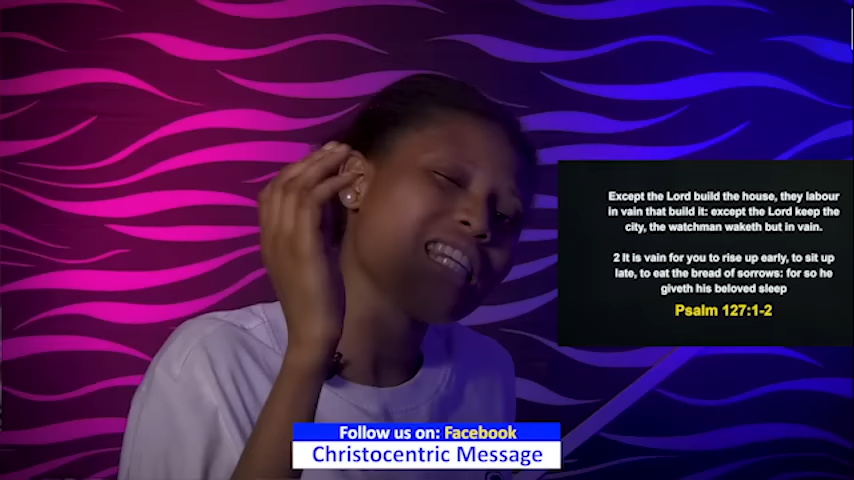 Except the Lord build the house, they labour
in vain that build it: except the Lord keep the
city, the watchman waketh but in vain.
2 It is vain for you to rise up early, to sit up
late, to eat the bread of sorrows: for so he
giveth his beloved sleep
Psalm 127:1-2
Follow us on: Facebook
Christocentric Message